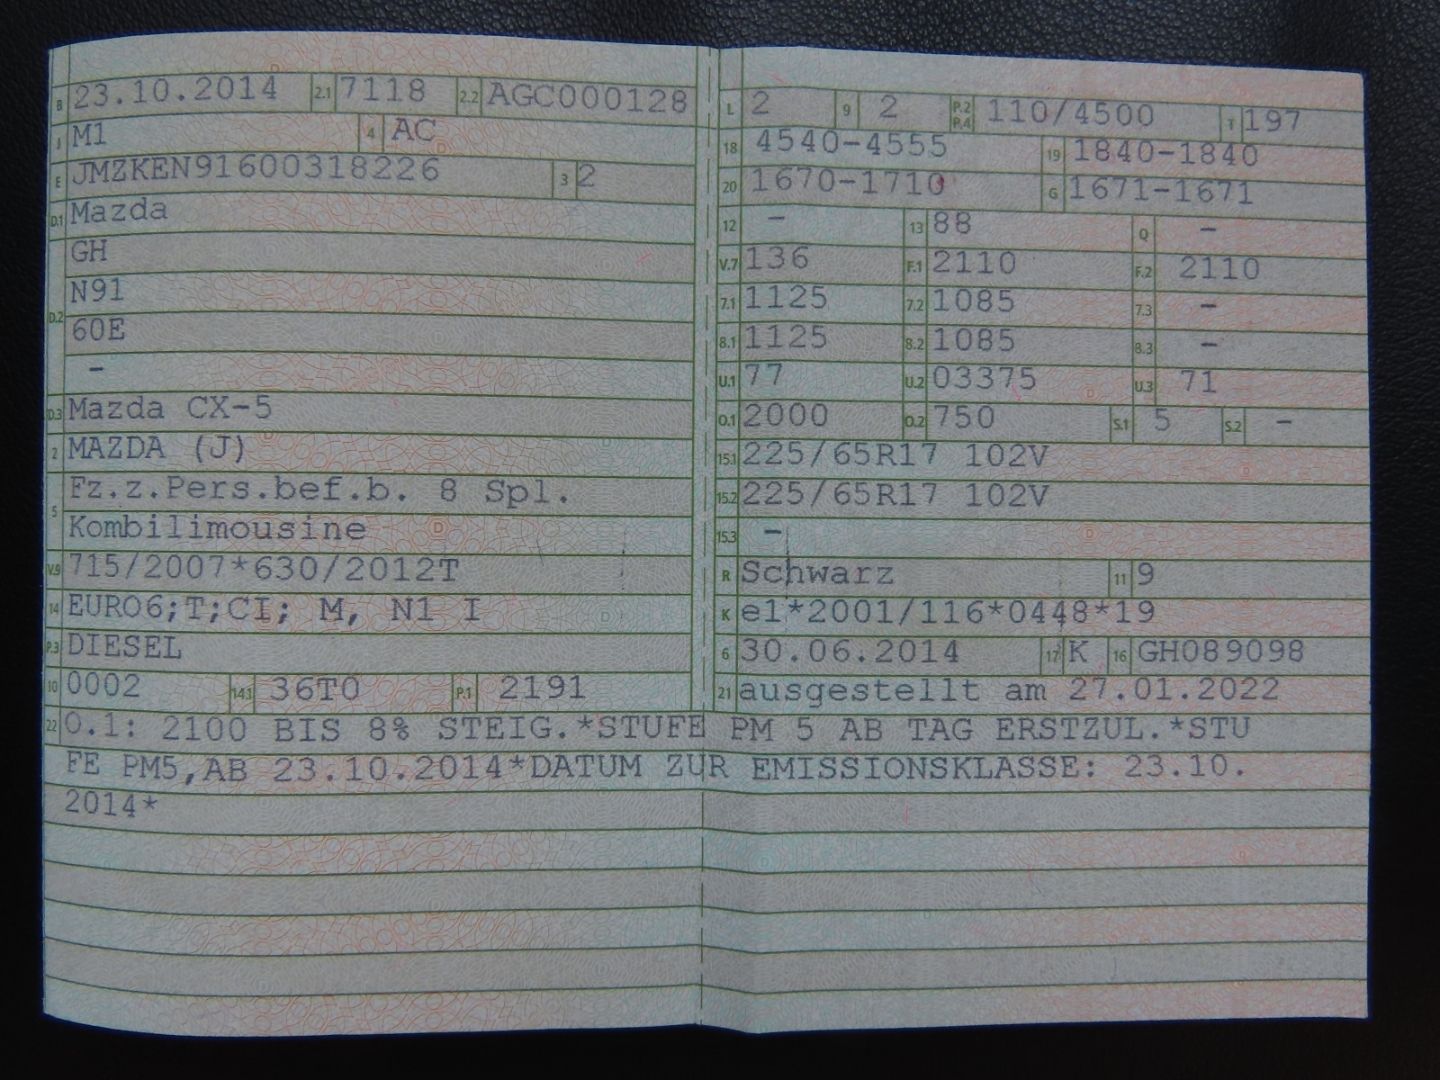 B 23.10.2014 2.1 7118 2.2 AGC000128
J M1 4 AC
E JMZKEN91600318226 3 2
D.1 Mazda
GH
D.2 N91
60E
-
D.3 Mazda CX-5
2 MAZDA (J)
5 Fz.z.Pers.bef.b. 8 Spl.
Kombilimousine
V.9 715/2007*630/2012T
14 EURO6;T;CI; M, N1 I
P.3 DIESEL
10 0002 14.1 36T0 P.1 2191
L 2 9 2 P.2 P.4 110/4500 T 197
18 4540-4555 19 1840-1840
20 1670-1710 G 1671-1671
12 - 13 88 Q -
V.7 136 F.1 2110 F.2 2110
7.1 1125 7.2 1085 7.3 -
8.1 1125 8.2 1085 8.3 -
U.1 77 U.2 03375 U.3 71
O.1 2000 O.2 750 S.1 5 S.2 -
15.1 225/65R17 102V
15.2 225/65R17 102V
15.3 -
R Schwarz 11 9
K e1*2001/116*0448*19
6 30.06.2014 17 K 16 GH089098
21 ausgestellt am 27.01.2022
22 O.1: 2100 BIS 8% STEIG.*STUFE PM 5 AB TAG ERSTZUL.*STU
FE PM5,AB 23.10.2014*DATUM ZUR EMISSIONSKLASSE: 23.10.
2014*